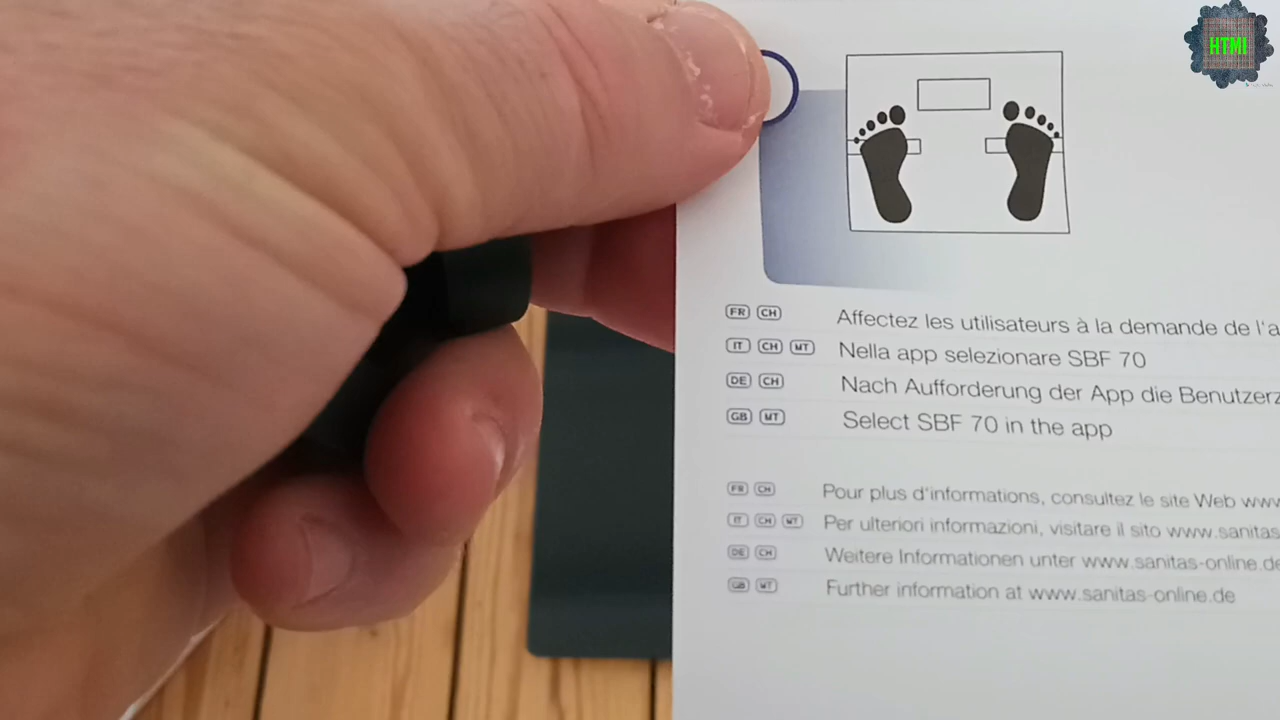 HTMI
FR CH Affectez les utilisateurs à la demande de l'a
IT CH MT Nella app selezionare SBF 70
DE CH Nach Aufforderung der App die Benutzerz
GB MT Select SBF 70 in the app
FR CH Pour plus d'informations, consultez le site Web www
IT CH MT Per ulteriori informazioni, visitare il sito www.sanitas
DE CH Weitere Informationen unter www.sanitas-online.de
GB MT Further information at www.sanitas-online.de